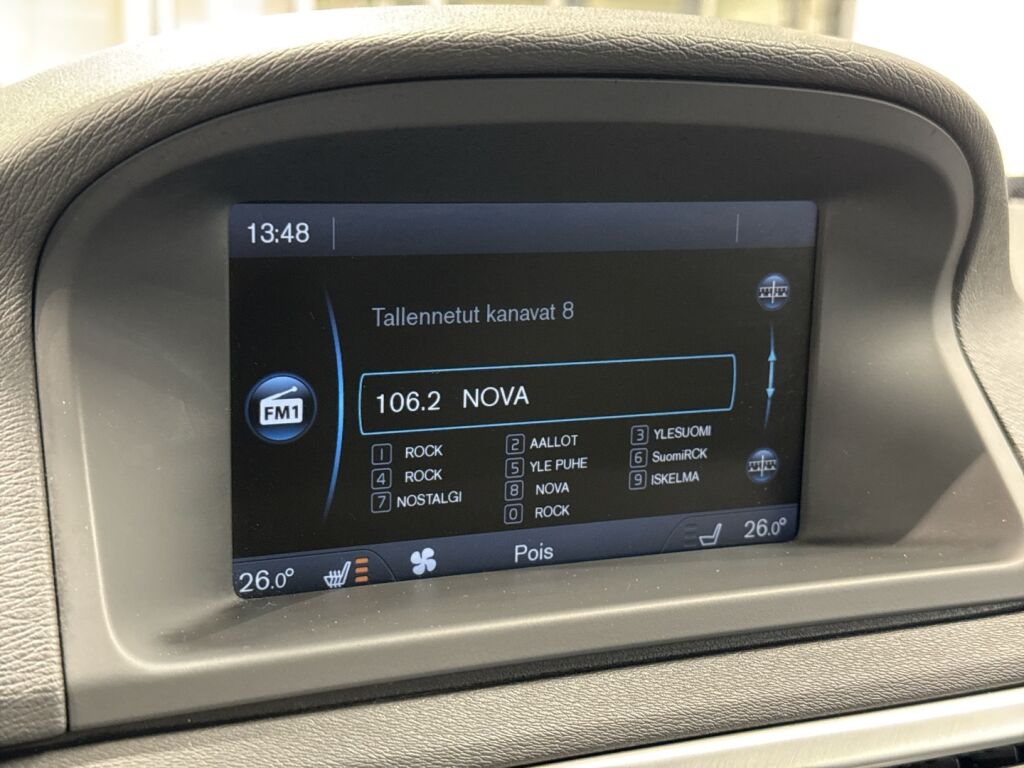 13:48
Tallennetut kanavat 8
FM1
106.2 NOVA
1 ROCK 2 AALLOT 3 YLESUOMI
4 ROCK 5 YLE PUHE 6 SuomiRCK
7 NOSTALGI 8 NOVA 9 ISKELMA
0 ROCK
26.0° Pois 26.0°